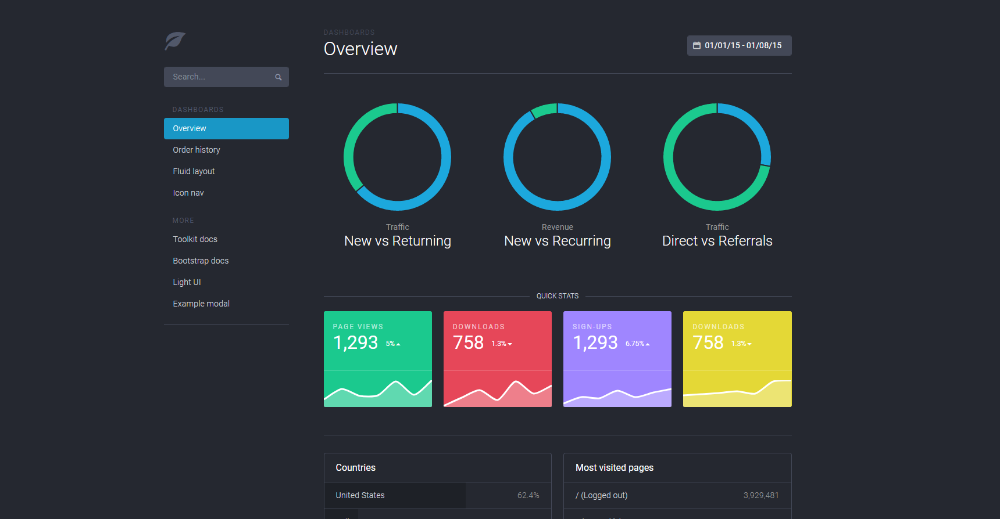 Search...
DASHBOARDS
Overview
Order history
Fluid layout
Icon nav
MORE
Toolkit docs
Bootstrap docs
Light UI
Example modal
DASHBOARDS
Overview
01/01/15 - 01/08/15
Traffic
New vs Returning
Revenue
New vs Recurring
Traffic
Direct vs Referrals
QUICK STATS
PAGE VIEWS
1,293 5%
DOWNLOADS
758 1.3%
SIGN-UPS
1,293 6.75%
DOWNLOADS
758 1.3%
Countries
United States 62.4%
Most visited pages
/ (Logged out) 3,929,481